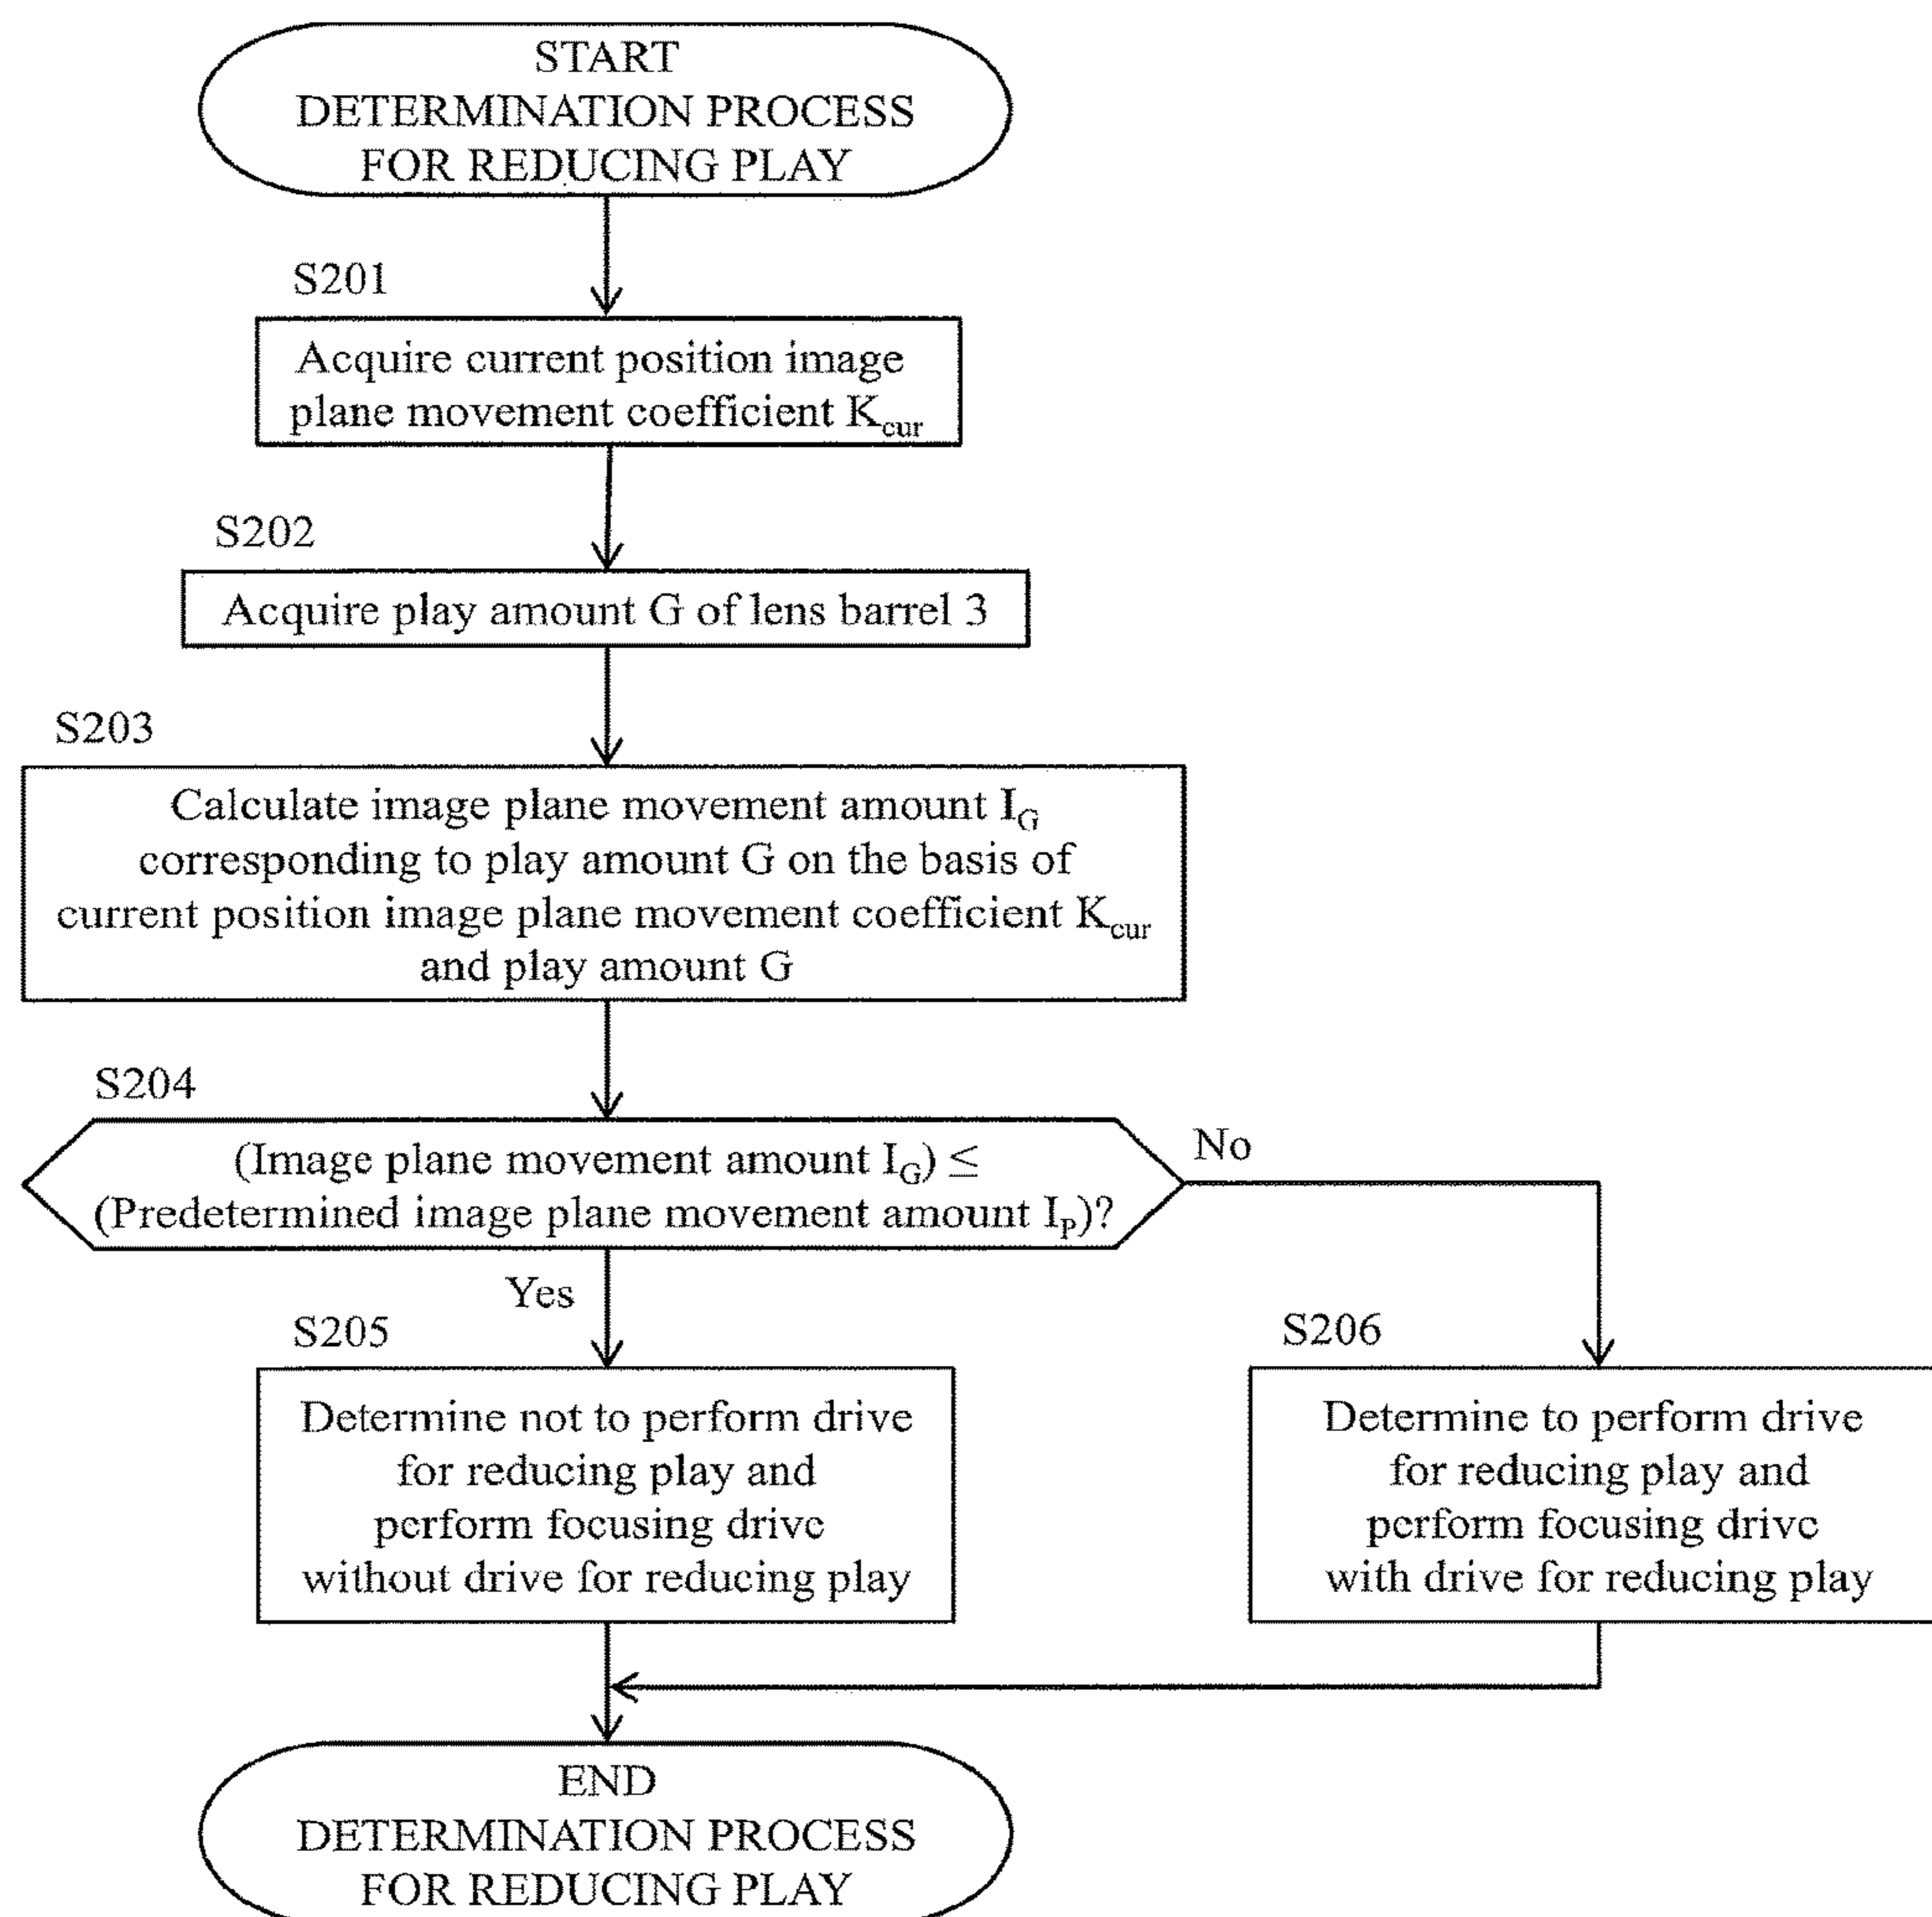 START
DETERMINATION PROCESS
FOR REDUCING PLAY
S201
Acquire current position image
plane movement coefficient Kcur
S202
Acquire play amount G of lens barrel 3
S203
Calculate image plane movement amount IG
corresponding to play amount G on the basis of
current position image plane movement coefficient Kcur
and play amount G
S204
(Image plane movement amount IG) ≤
(Predetermined image plane movement amount IP)?
No
Yes
S205
Determine not to perform drive
for reducing play and
perform focusing drive
without drive for reducing play
S206
Determine to perform drive
for reducing play and
perform focusing drive
with drive for reducing play
END
DETERMINATION PROCESS
FOR REDUCING PLAY